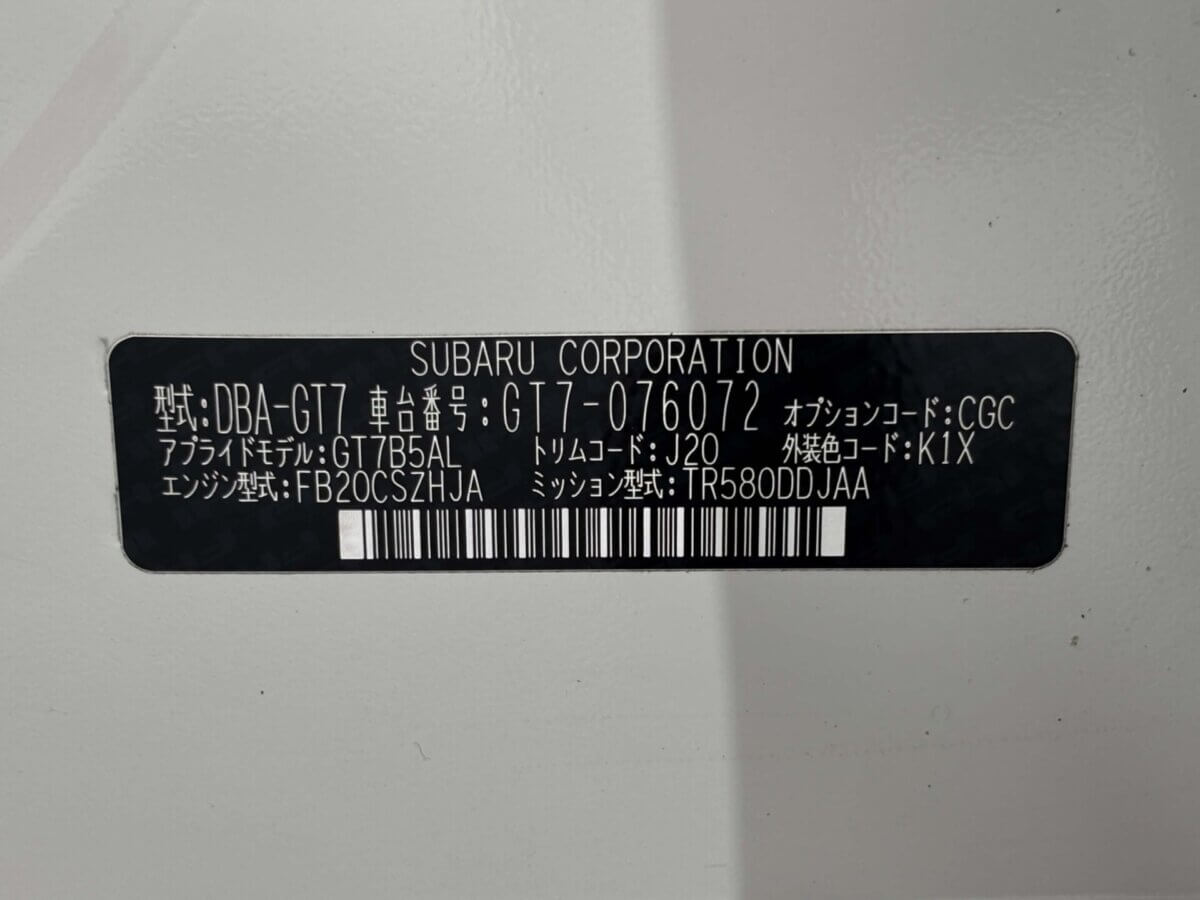 SUBARU CORPORATION
型式:DBA-GT7 車台番号:GT7-076072 オプションコード:CGC
アプライドモデル:GT7B5AL トリムコード:J20 外装色コード:K1X
エンジン型式:FB20CSZHJA ミッション型式:TR580DDJAA